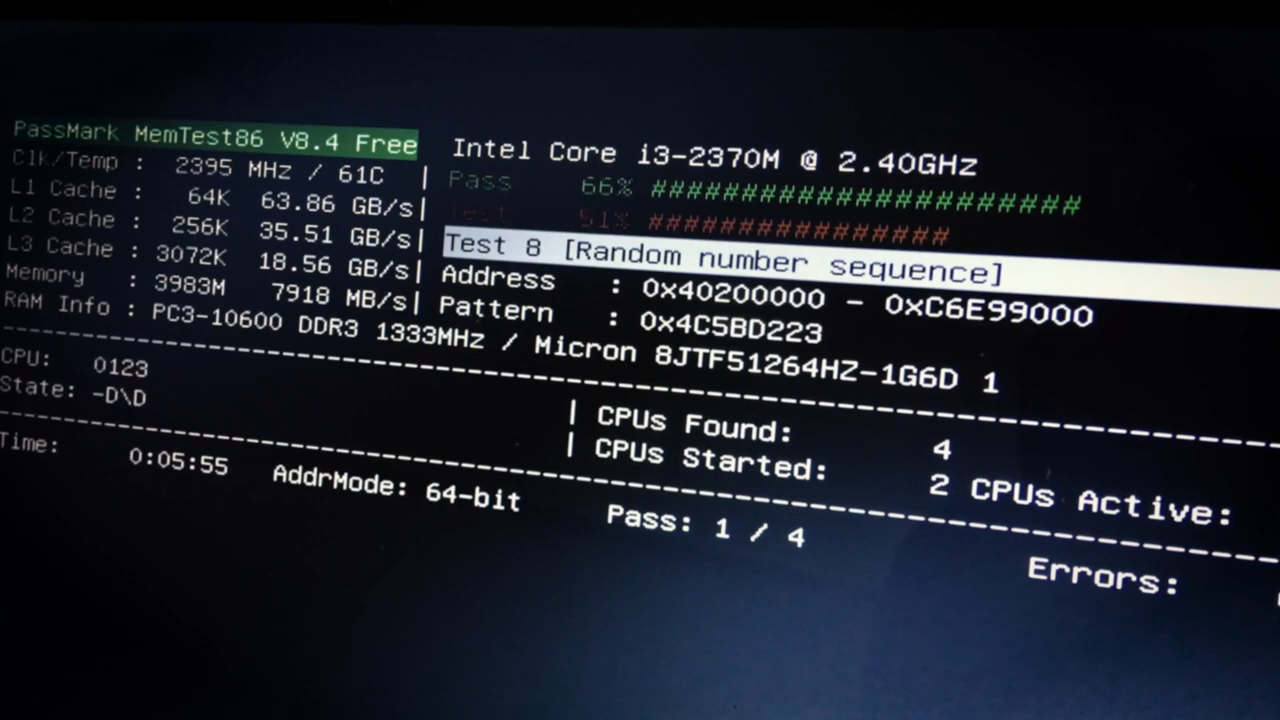 PassMark MemTest86 V8.4 Free Intel Core i3-2370M @ 2.40GHz
Clk/Temp : 2395 MHz / 61C | Pass 66% ########################
L1 Cache : 64K 63.86 GB/s| Test 51% #################
L2 Cache : 256K 35.51 GB/s| Test 8 [Random number sequence]
L3 Cache : 3072K 18.56 GB/s| Address : 0x40200000 - 0xC6E99000
Memory : 3983M 7918 MB/s| Pattern : 0x4C5BD223
RAM Info : PC3-10600 DDR3 1333MHz / Micron 8JTF51264HZ-1G6D 1
CPU: 0123 | CPUs Found: 4
State: -D\D | CPUs Started: 2 CPUs Active:
Time: 0:05:55 AddrMode: 64-bit Pass: 1 / 4 Errors: